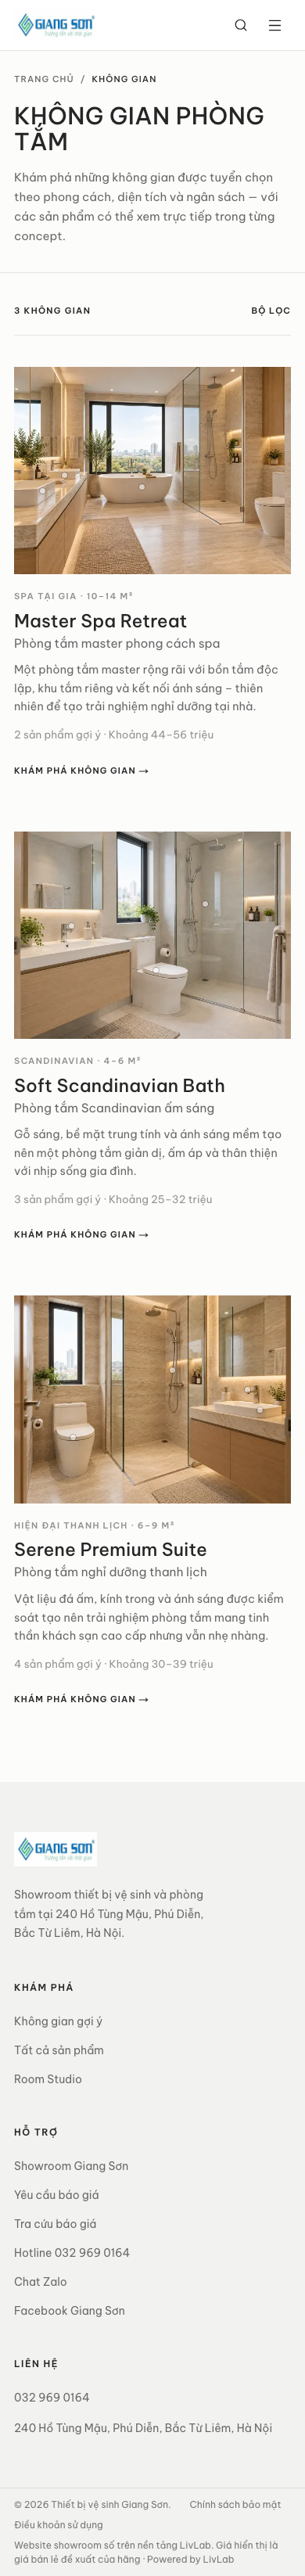 GIANG SƠN
TRANG CHỦ / KHÔNG GIAN
KHÔNG GIAN PHÒNG
TẮM
Khám phá những không gian được tuyển chọn
theo phong cách, diện tích và ngân sách — với
các sản phẩm có thể xem trực tiếp trong từng
concept.
3 KHÔNG GIAN
BỘ LỌC
SPA TẠI GIA · 10–14 M²
Master Spa Retreat
Phòng tắm master phong cách spa
Một phòng tắm master rộng rãi với bồn tắm độc
lập, khu tắm riêng và kết nối ánh sáng – thiên
nhiên để tạo trải nghiệm nghỉ dưỡng tại nhà.
2 sản phẩm gợi ý · Khoảng 44–56 triệu
KHÁM PHÁ KHÔNG GIAN →
SCANDINAVIAN · 4–6 M²
Soft Scandinavian Bath
Phòng tắm Scandinavian ấm sáng
Gỗ sáng, bề mặt trung tính và ánh sáng mềm tạo
nên một phòng tắm giản dị, ấm áp và thân thiện
với nhịp sống gia đình.
3 sản phẩm gợi ý · Khoảng 25–32 triệu
KHÁM PHÁ KHÔNG GIAN →
HIỆN ĐẠI THANH LỊCH · 6–9 M²
Serene Premium Suite
Phòng tắm nghỉ dưỡng thanh lịch
Vật liệu đá ấm, kính trong và ánh sáng được kiểm
soát tạo nên trải nghiệm phòng tắm mang tinh
thần khách sạn cao cấp nhưng vẫn nhẹ nhàng.
4 sản phẩm gợi ý · Khoảng 30–39 triệu
KHÁM PHÁ KHÔNG GIAN →
GIANG SƠN
Showroom thiết bị vệ sinh và phòng
tắm tại 240 Hồ Tùng Mậu, Phú Diễn,
Bắc Từ Liêm, Hà Nội.
KHÁM PHÁ
Không gian gợi ý
Tất cả sản phẩm
Room Studio
HỖ TRỢ
Showroom Giang Sơn
Yêu cầu báo giá
Tra cứu báo giá
Hotline 032 969 0164
Chat Zalo
Facebook Giang Sơn
LIÊN HỆ
032 969 0164
240 Hồ Tùng Mậu, Phú Diễn, Bắc Từ Liêm, Hà Nội
© 2026 Thiết bị vệ sinh Giang Sơn.
Chính sách bảo mật
Điều khoản sử dụng
Website showroom số trên nền tảng LivLab. Giá hiển thị là
giá bán lẻ đề xuất của hãng · Powered by LivLab